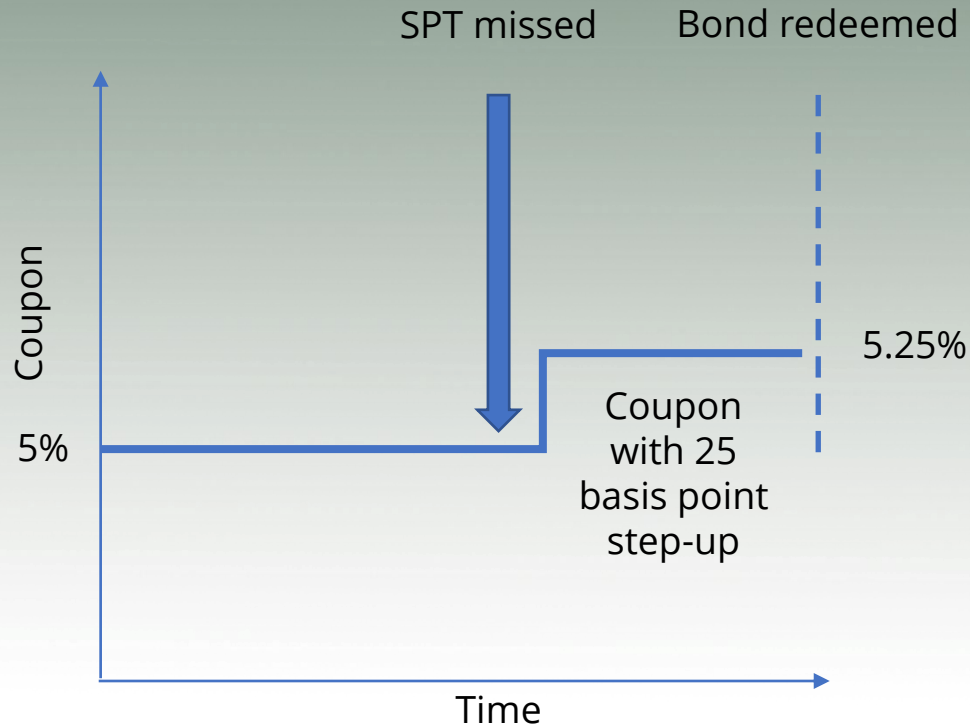 SPT missed
Bond redeemed
Coupon
5.25%
5%
Coupon
with 25
basis point
step-up
Time